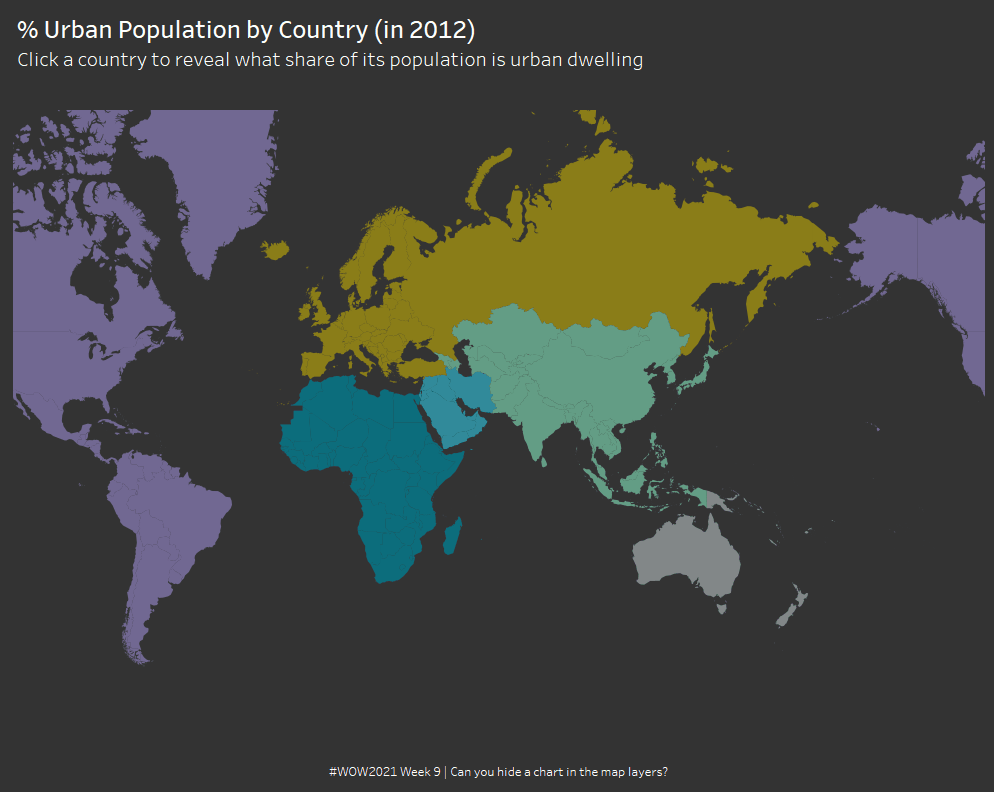 % Urban Population by Country (in 2012)
Click a country to reveal what share of its population is urban dwelling
#WOW2021 Week 9 | Can you hide a chart in the map layers?